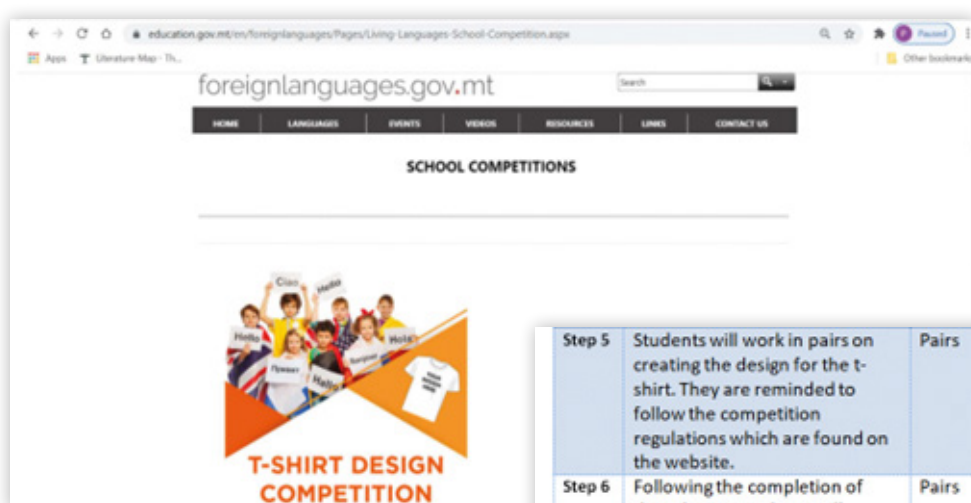 education.gov.mt/en/foreignlanguages/Pages/Living-Languages-School-Competition.aspx
Paused
Apps
Literature Map - Th...
Other bookmarks
foreignlanguages.gov.mt
Search
HOME
LANGUAGES
EVENTS
VIDEOS
RESOURCES
LINKS
CONTACT US
SCHOOL COMPETITIONS
Ciao
Hello
Hello
Hola!
Привет
Hallo
Bonjour
T-SHIRT DESIGN
COMPETITION
Step 5 Students will work in pairs on Pairs
creating the design for the t-
shirt. They are reminded to
follow the competition
regulations which are found on
the website.
Step 6 Following the completion of Pairs